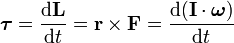 𝝉 = d𝐋/dt = 𝐫 × 𝐅 = d(𝐈 · 𝝎)/dt